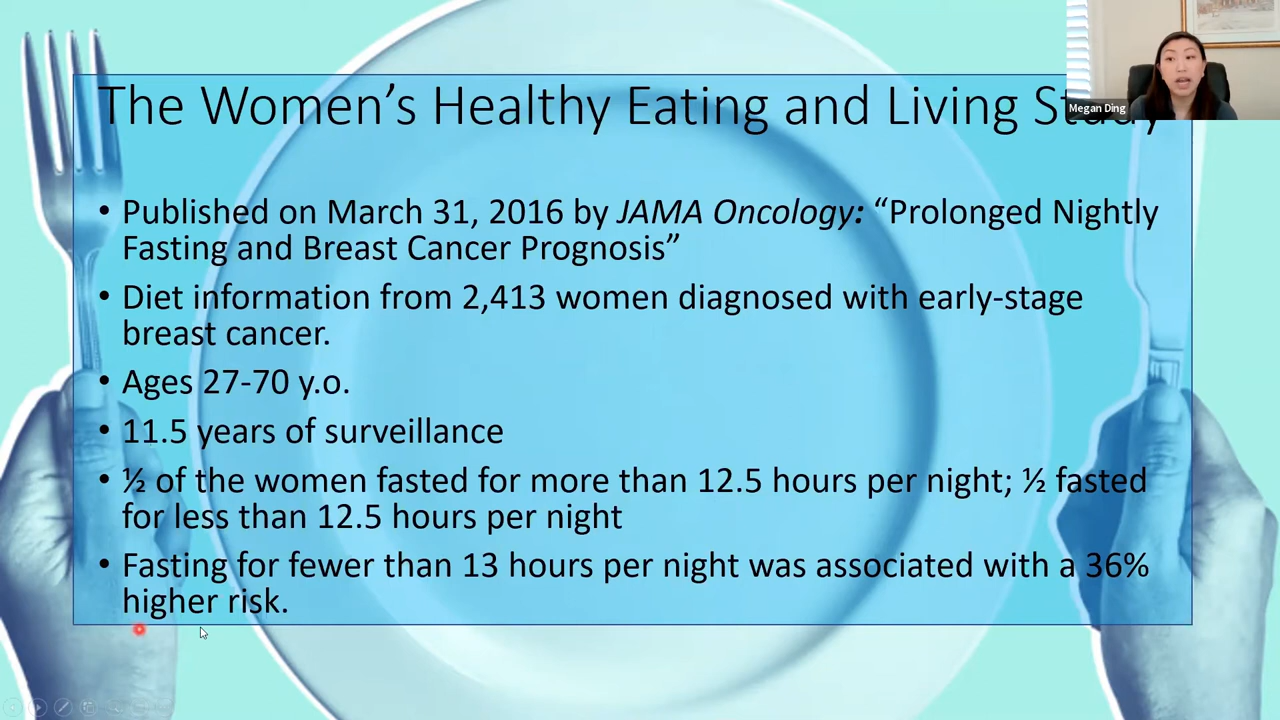 The Women’s Healthy Eating and Living Study
Megan Ding
• Published on March 31, 2016 by JAMA Oncology: “Prolonged Nightly
Fasting and Breast Cancer Prognosis”
• Diet information from 2,413 women diagnosed with early-stage
breast cancer.
• Ages 27-70 y.o.
• 11.5 years of surveillance
• ½ of the women fasted for more than 12.5 hours per night; ½ fasted
for less than 12.5 hours per night
• Fasting for fewer than 13 hours per night was associated with a 36%
higher risk.